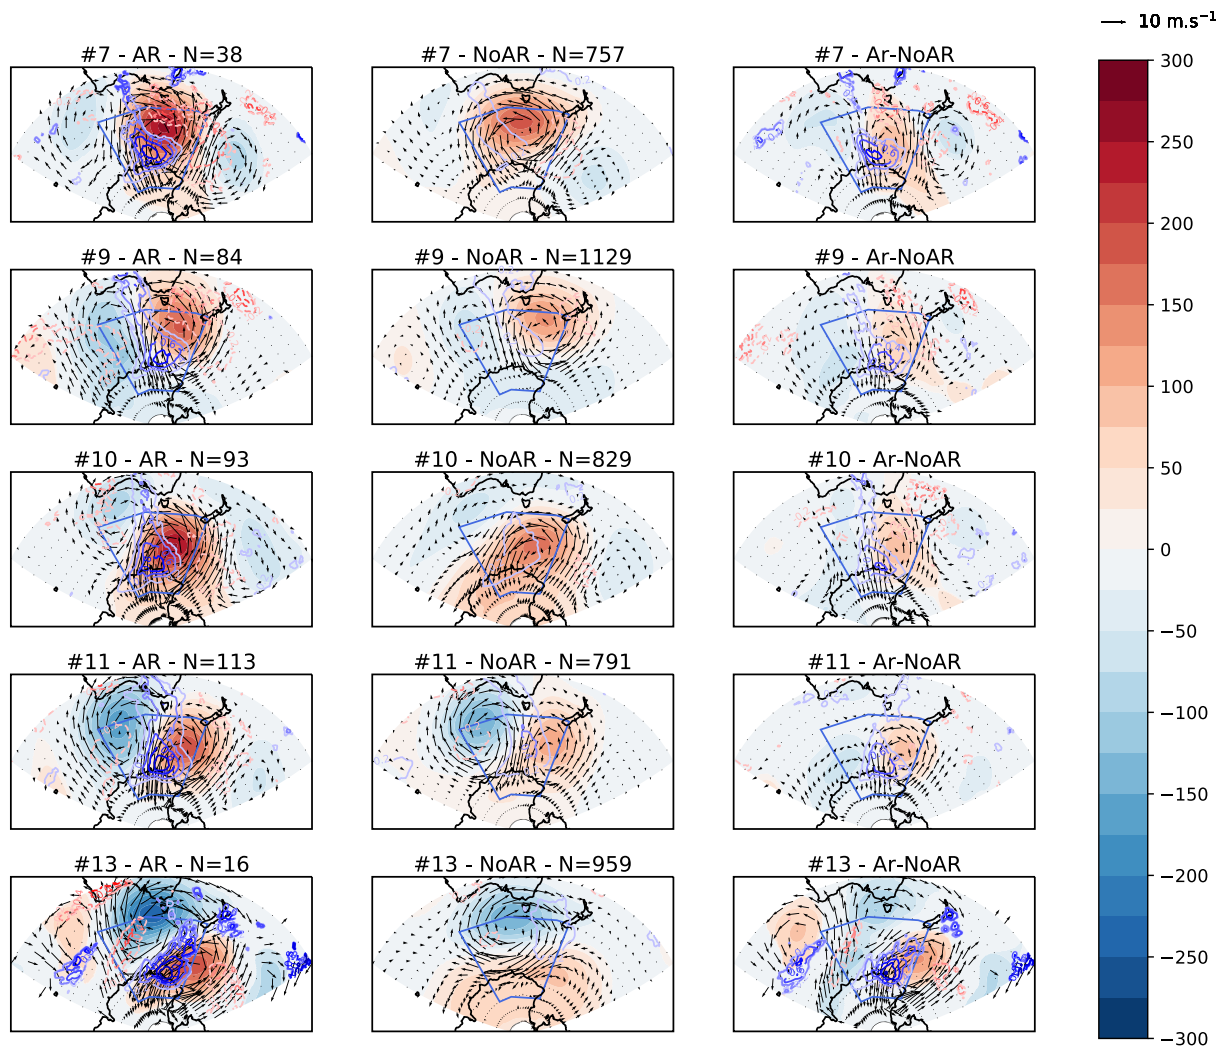 10 m.s⁻¹
#7 - AR - N=38
#7 - NoAR - N=757
#7 - Ar-NoAR
#9 - AR - N=84
#9 - NoAR - N=1129
#9 - Ar-NoAR
#10 - AR - N=93
#10 - NoAR - N=829
#10 - Ar-NoAR
#11 - AR - N=113
#11 - NoAR - N=791
#11 - Ar-NoAR
#13 - AR - N=16
#13 - NoAR - N=959
#13 - Ar-NoAR
300
250
200
150
100
50
0
−50
−100
−150
−200
−250
−300